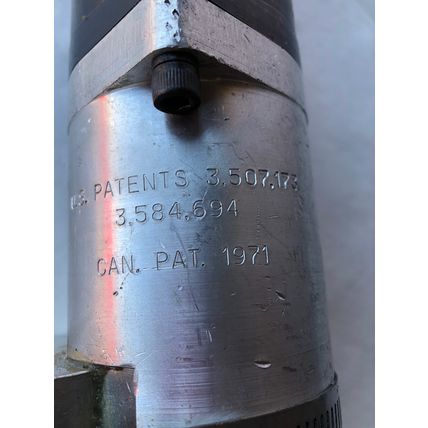 U.S. PATENTS 3,507,173
3,584,694
CAN. PAT. 1971